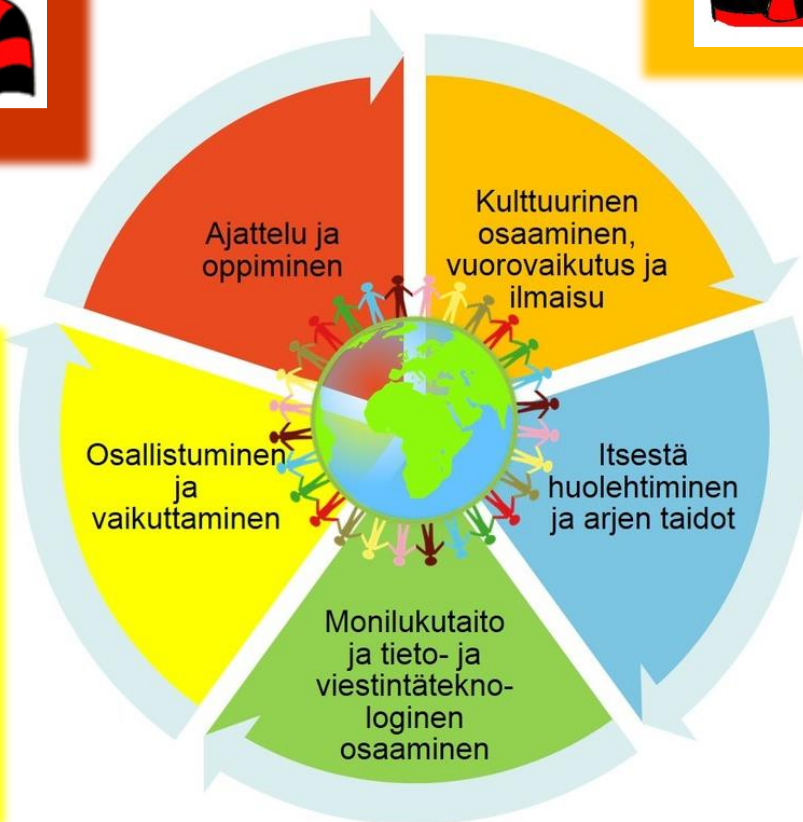 Ajattelu ja
oppiminen
Kulttuurinen
osaaminen,
vuorovaikutus ja
ilmaisu
Itsestä
huolehtiminen
ja arjen taidot
Monilukutaito
ja tieto- ja
viestintätekno-
loginen
osaaminen
Osallistuminen
ja
vaikuttaminen